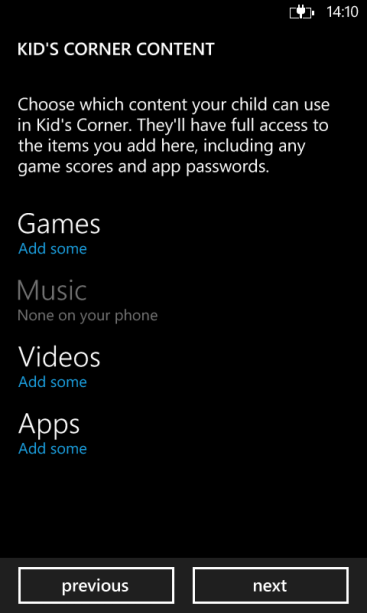 14:10
KID'S CORNER CONTENT
Choose which content your child can use
in Kid's Corner. They'll have full access to
the items you add here, including any
game scores and app passwords.
Games
Add some
Music
None on your phone
Videos
Add some
Apps
Add some
previous
next